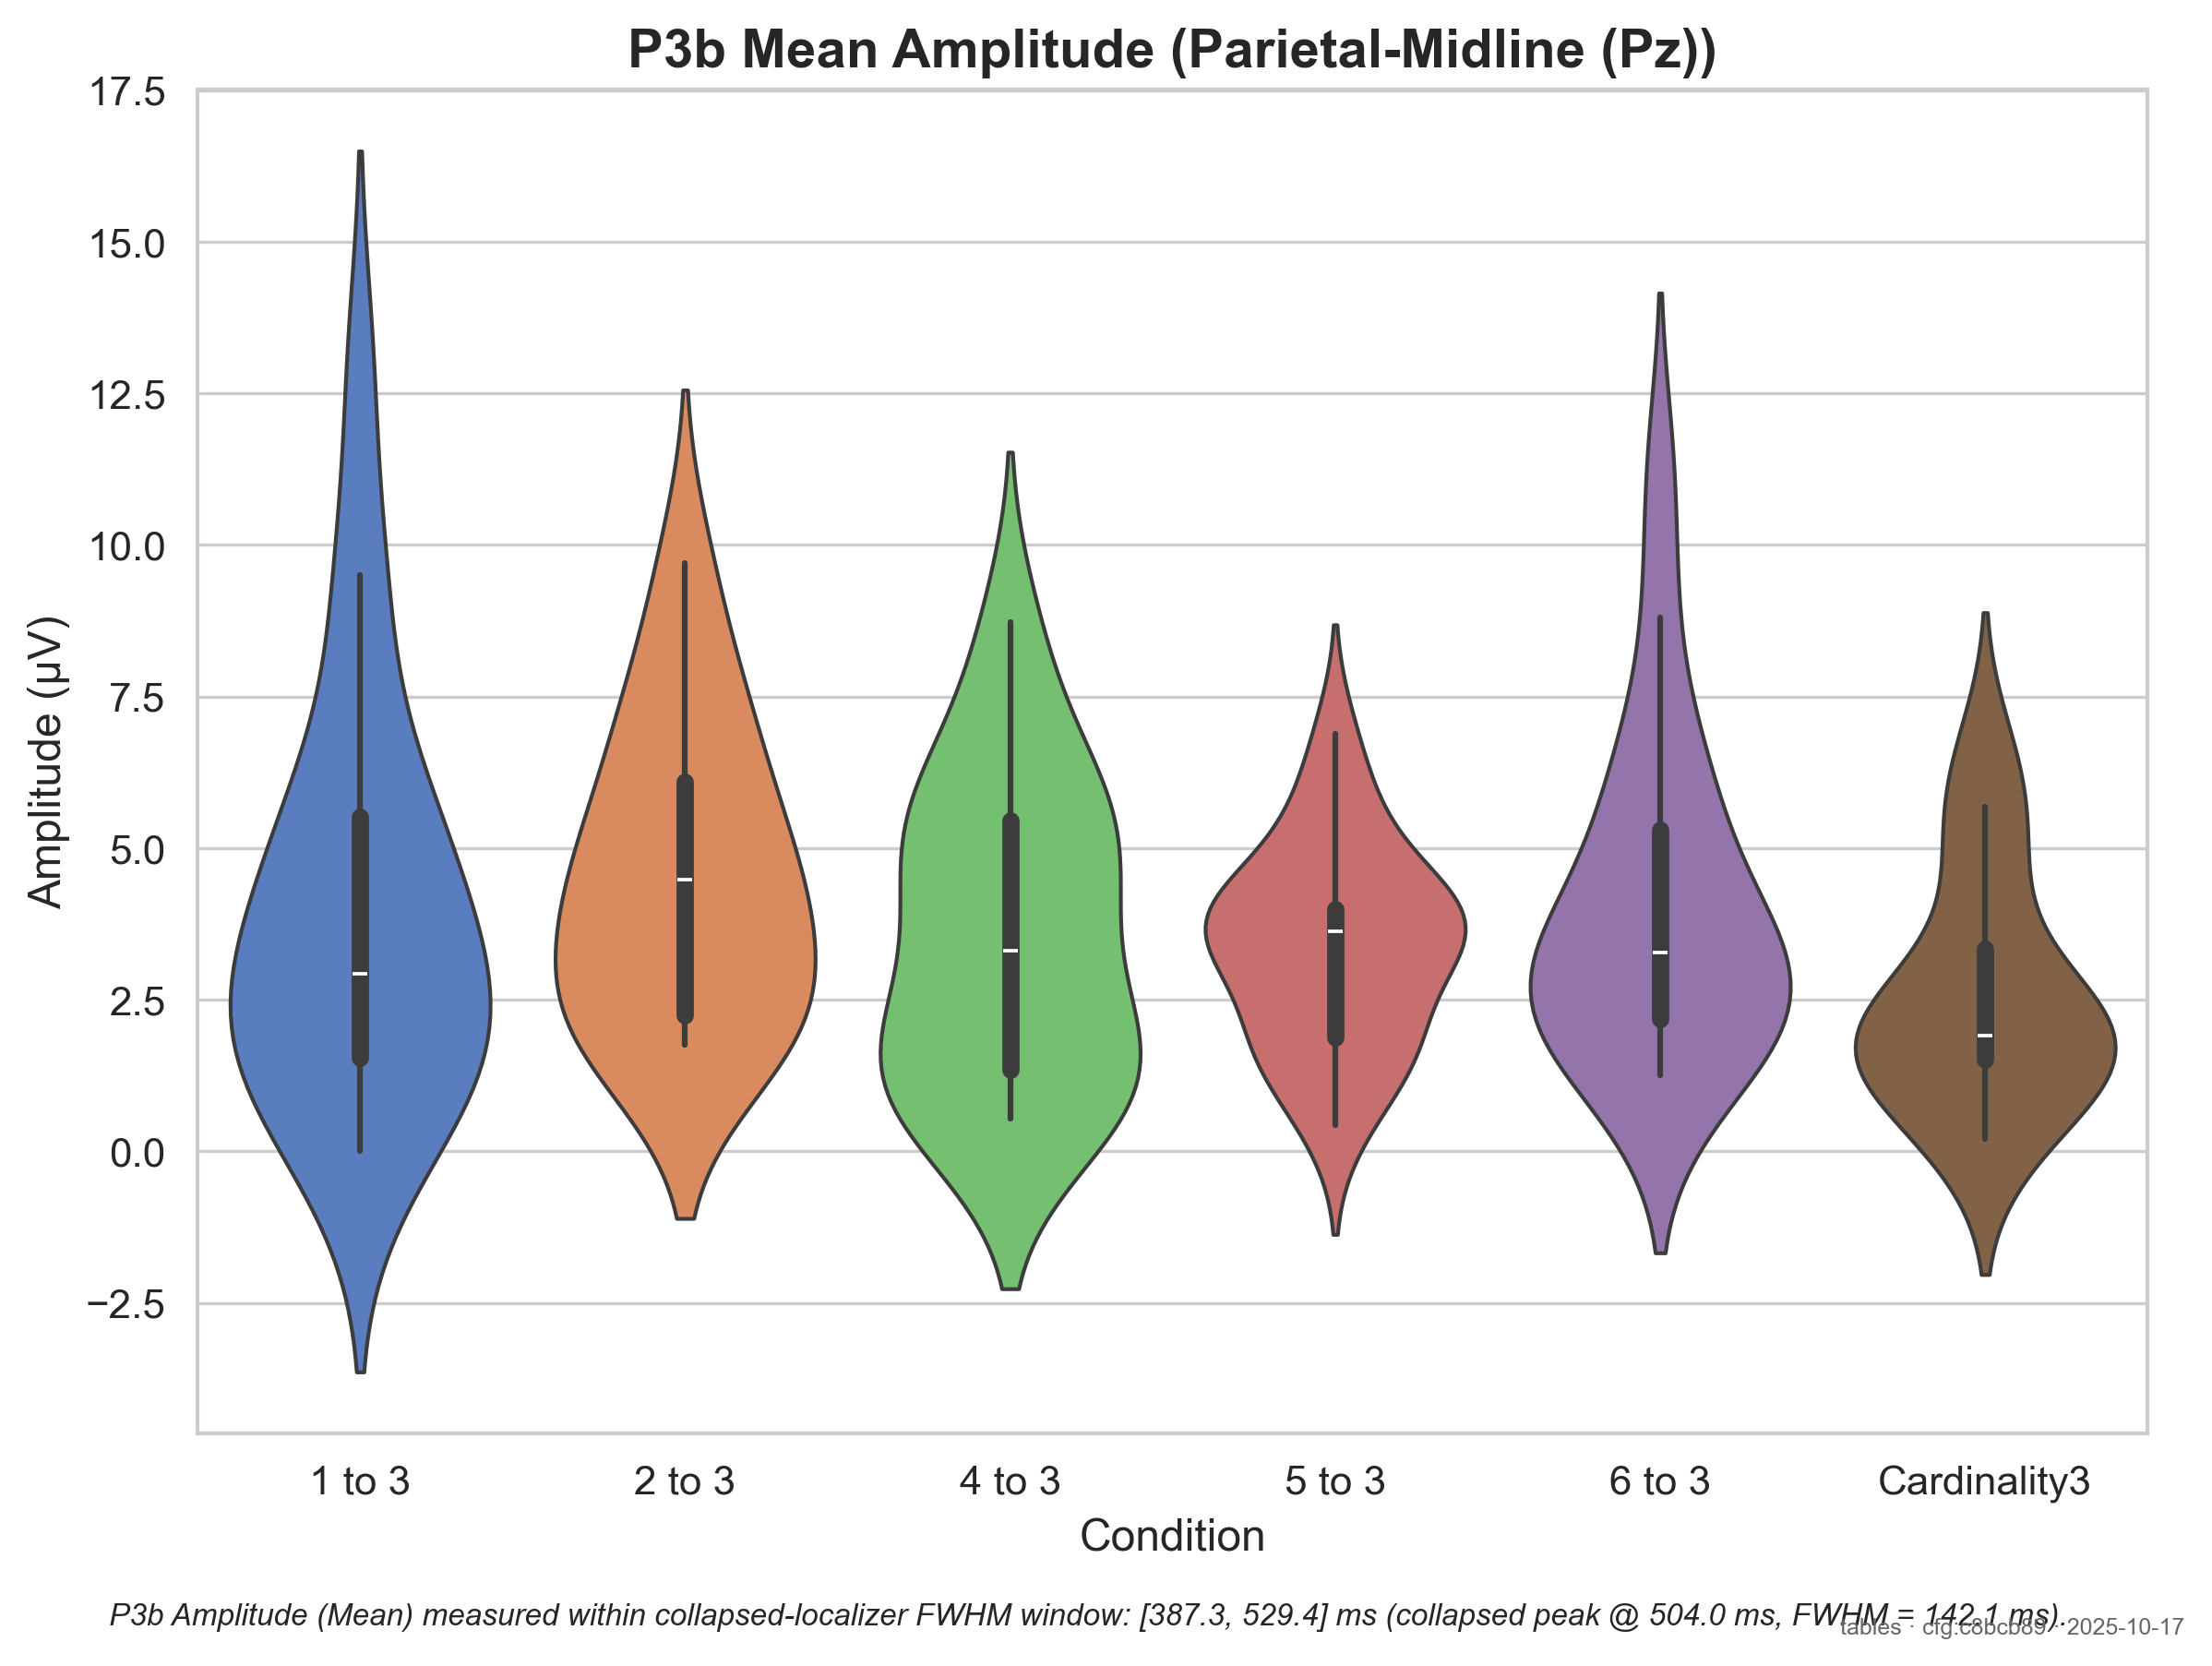 P3b Mean Amplitude (Parietal-Midline (Pz))
17.5
15.0
12.5
10.0
7.5
5.0
2.5
0.0
−2.5
Amplitude (µV)
1 to 3 2 to 3 4 to 3 5 to 3 6 to 3 Cardinality3
Condition
P3b Amplitude (Mean) measured within collapsed-localizer FWHM window: [387.3, 529.4] ms (collapsed peak @ 504.0 ms, FWHM = 142.1 ms).
tables · cfg:c8bcb89 · 2025-10-17